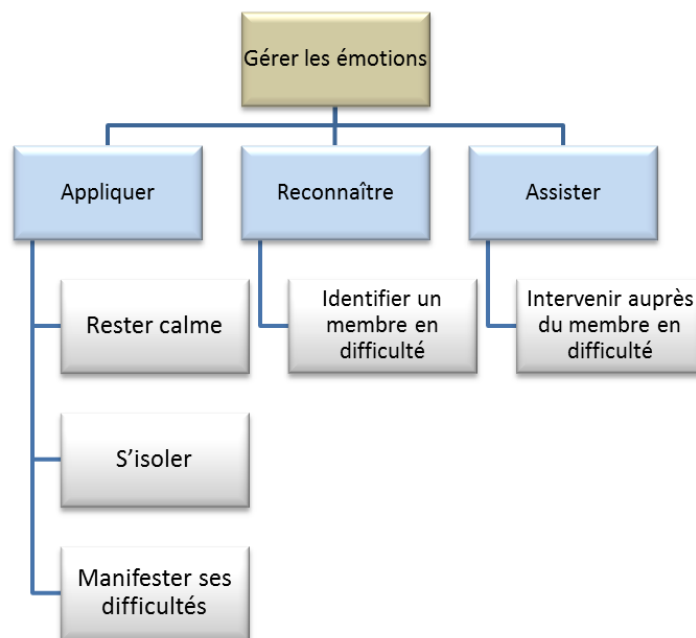 Gérer les émotions
Appliquer
Reconnaître
Assister
Rester calme
Identifier un
membre en
difficulté
Intervenir auprès
du membre en
difficulté
S’isoler
Manifester ses
difficultés